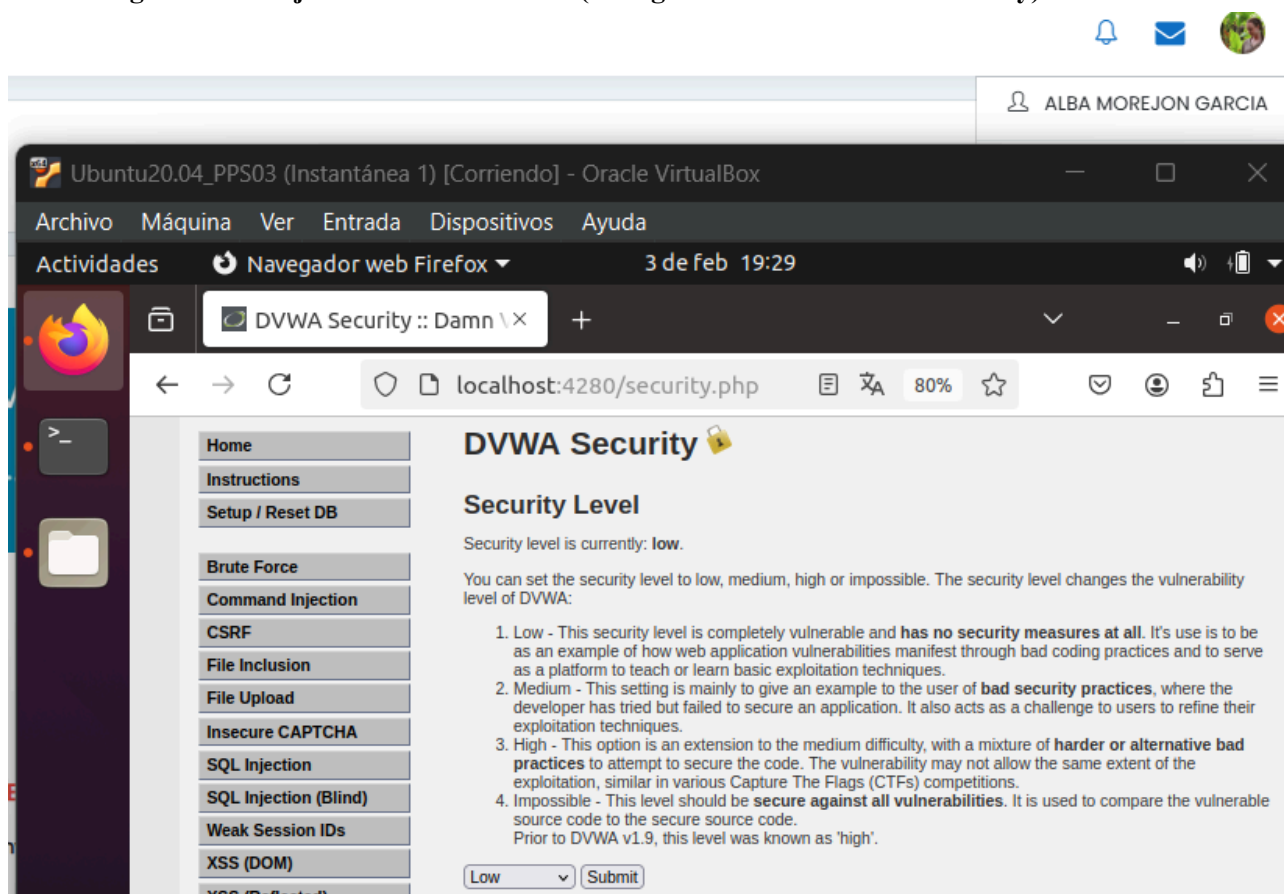 ALBA MOREJON GARCIA
Ubuntu20.04_PPS03 (Instantánea 1) [Corriendo] - Oracle VirtualBox
Archivo Máquina Ver Entrada Dispositivos Ayuda
Actividades Navegador web Firefox 3 de feb 19:29
DVWA Security :: Damn
localhost:4280/security.php 80%
Home
Instructions
Setup / Reset DB
Brute Force
Command Injection
CSRF
File Inclusion
File Upload
Insecure CAPTCHA
SQL Injection
SQL Injection (Blind)
Weak Session IDs
XSS (DOM)
DVWA Security
Security Level
Security level is currently: low.
You can set the security level to low, medium, high or impossible. The security level changes the vulnerability
level of DVWA:
1. Low - This security level is completely vulnerable and has no security measures at all. It's use is to be
as an example of how web application vulnerabilities manifest through bad coding practices and to serve
as a platform to teach or learn basic exploitation techniques.
2. Medium - This setting is mainly to give an example to the user of bad security practices, where the
developer has tried but failed to secure an application. It also acts as a challenge to users to refine their
exploitation techniques.
3. High - This option is an extension to the medium difficulty, with a mixture of harder or alternative bad
practices to attempt to secure the code. The vulnerability may not allow the same extent of the
exploitation, similar in various Capture The Flags (CTFs) competitions.
4. Impossible - This level should be secure against all vulnerabilities. It is used to compare the vulnerable
source code to the secure source code.
Prior to DVWA v1.9, this level was known as 'high'.
Low Submit